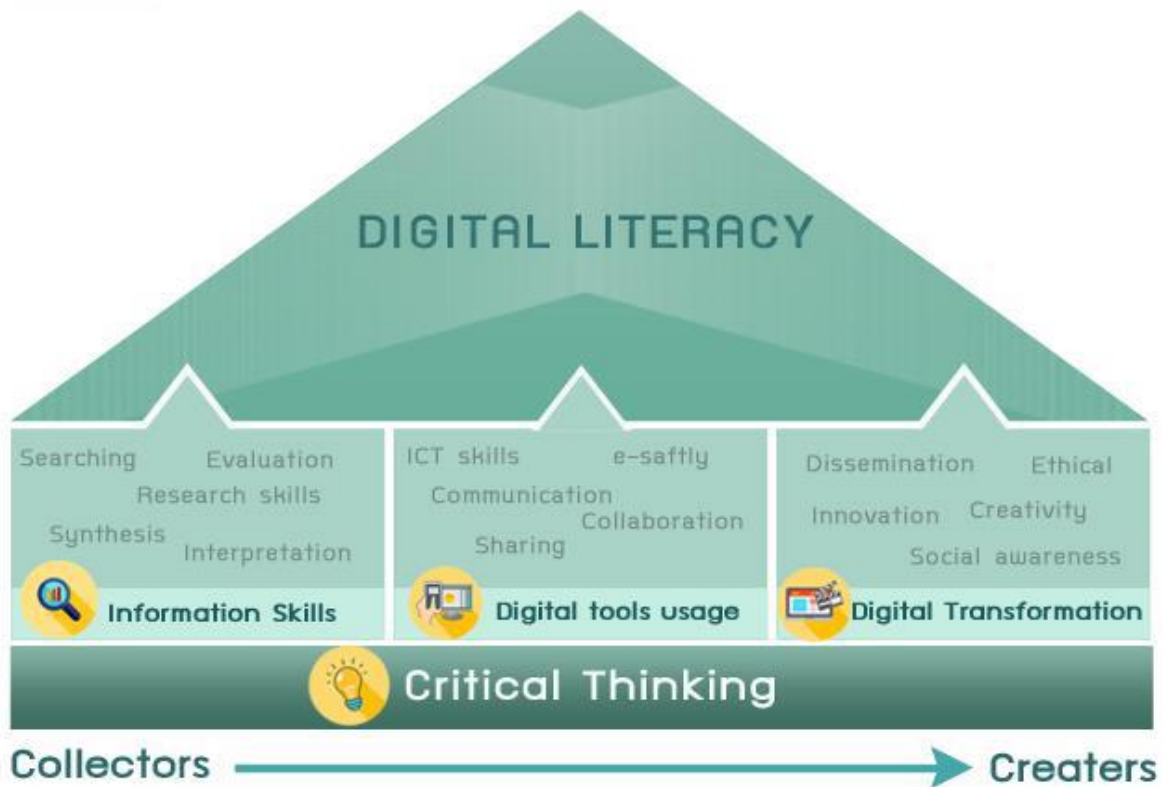 DIGITAL LITERACY
Searching Evaluation
Research skills
Synthesis
Interpretation
Information Skills
ICT skills e-saftly
Communication
Collaboration
Sharing
Digital tools usage
Dissemination Ethical
Innovation Creativity
Social awareness
Digital Transformation
Critical Thinking
Collectors Creaters